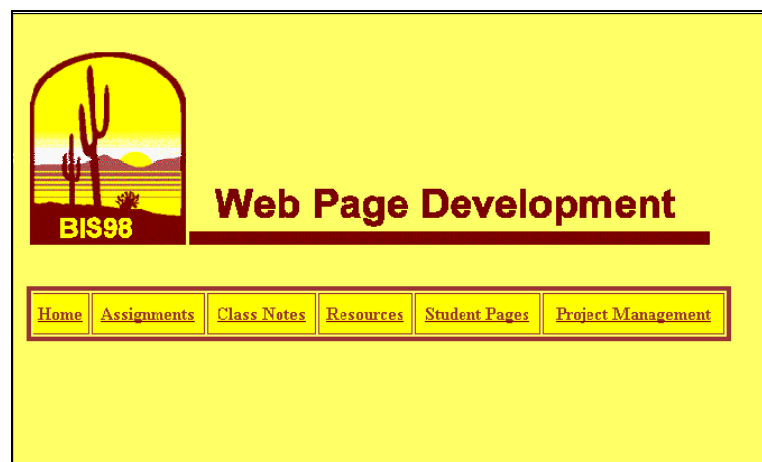 Web Page Development
BIS98
Home Assignments Class Notes Resources Student Pages Project Management